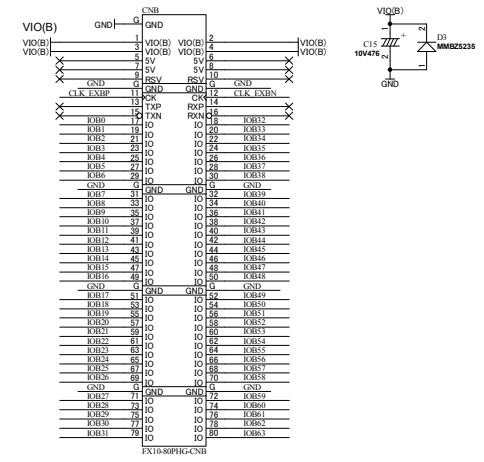 CNB
VIO(B)
GND G GND
VIO(B) 1 VIO(B) VIO(B) 2 VIO(B)
VIO(B) 3 VIO(B) VIO(B) 4 VIO(B)
5 5V 5V 6
7 5V 5V 8
9 RSV RSV 10
GND G GND GND G GND
CLK_EXBP 11 CK CK 12 CLK_EXBN
13 TXP RXP 14
15 TXN RXN 16
IOB0 17 IO IO 18 IOB32
IOB1 19 IO IO 20 IOB33
IOB2 21 IO IO 22 IOB34
IOB3 23 IO IO 24 IOB35
IOB4 25 IO IO 26 IOB36
IOB5 27 IO IO 28 IOB37
IOB6 29 IO IO 30 IOB38
GND G GND GND G GND
IOB7 31 IO IO 32 IOB39
IOB8 33 IO IO 34 IOB40
IOB9 35 IO IO 36 IOB41
IOB10 37 IO IO 38 IOB42
IOB11 39 IO IO 40 IOB43
IOB12 41 IO IO 42 IOB44
IOB13 43 IO IO 44 IOB45
IOB14 45 IO IO 46 IOB46
IOB15 47 IO IO 48 IOB47
IOB16 49 IO IO 50 IOB48
GND G GND GND G GND
IOB17 51 IO IO 52 IOB49
IOB18 53 IO IO 54 IOB50
IOB19 55 IO IO 56 IOB51
IOB20 57 IO IO 58 IOB52
IOB21 59 IO IO 60 IOB53
IOB22 61 IO IO 62 IOB54
IOB23 63 IO IO 64 IOB55
IOB24 65 IO IO 66 IOB56
IOB25 67 IO IO 68 IOB57
IOB26 69 IO IO 70 IOB58
GND G GND GND G GND
IOB27 71 IO IO 72 IOB59
IOB28 73 IO IO 74 IOB60
IOB29 75 IO IO 76 IOB61
IOB30 77 IO IO 78 IOB62
IOB31 79 IO IO 80 IOB63
FX10-80PHG-CNB
VIO(B)
1 + 2
C15 D3
10V476 MMBZ5235
2 1
GND